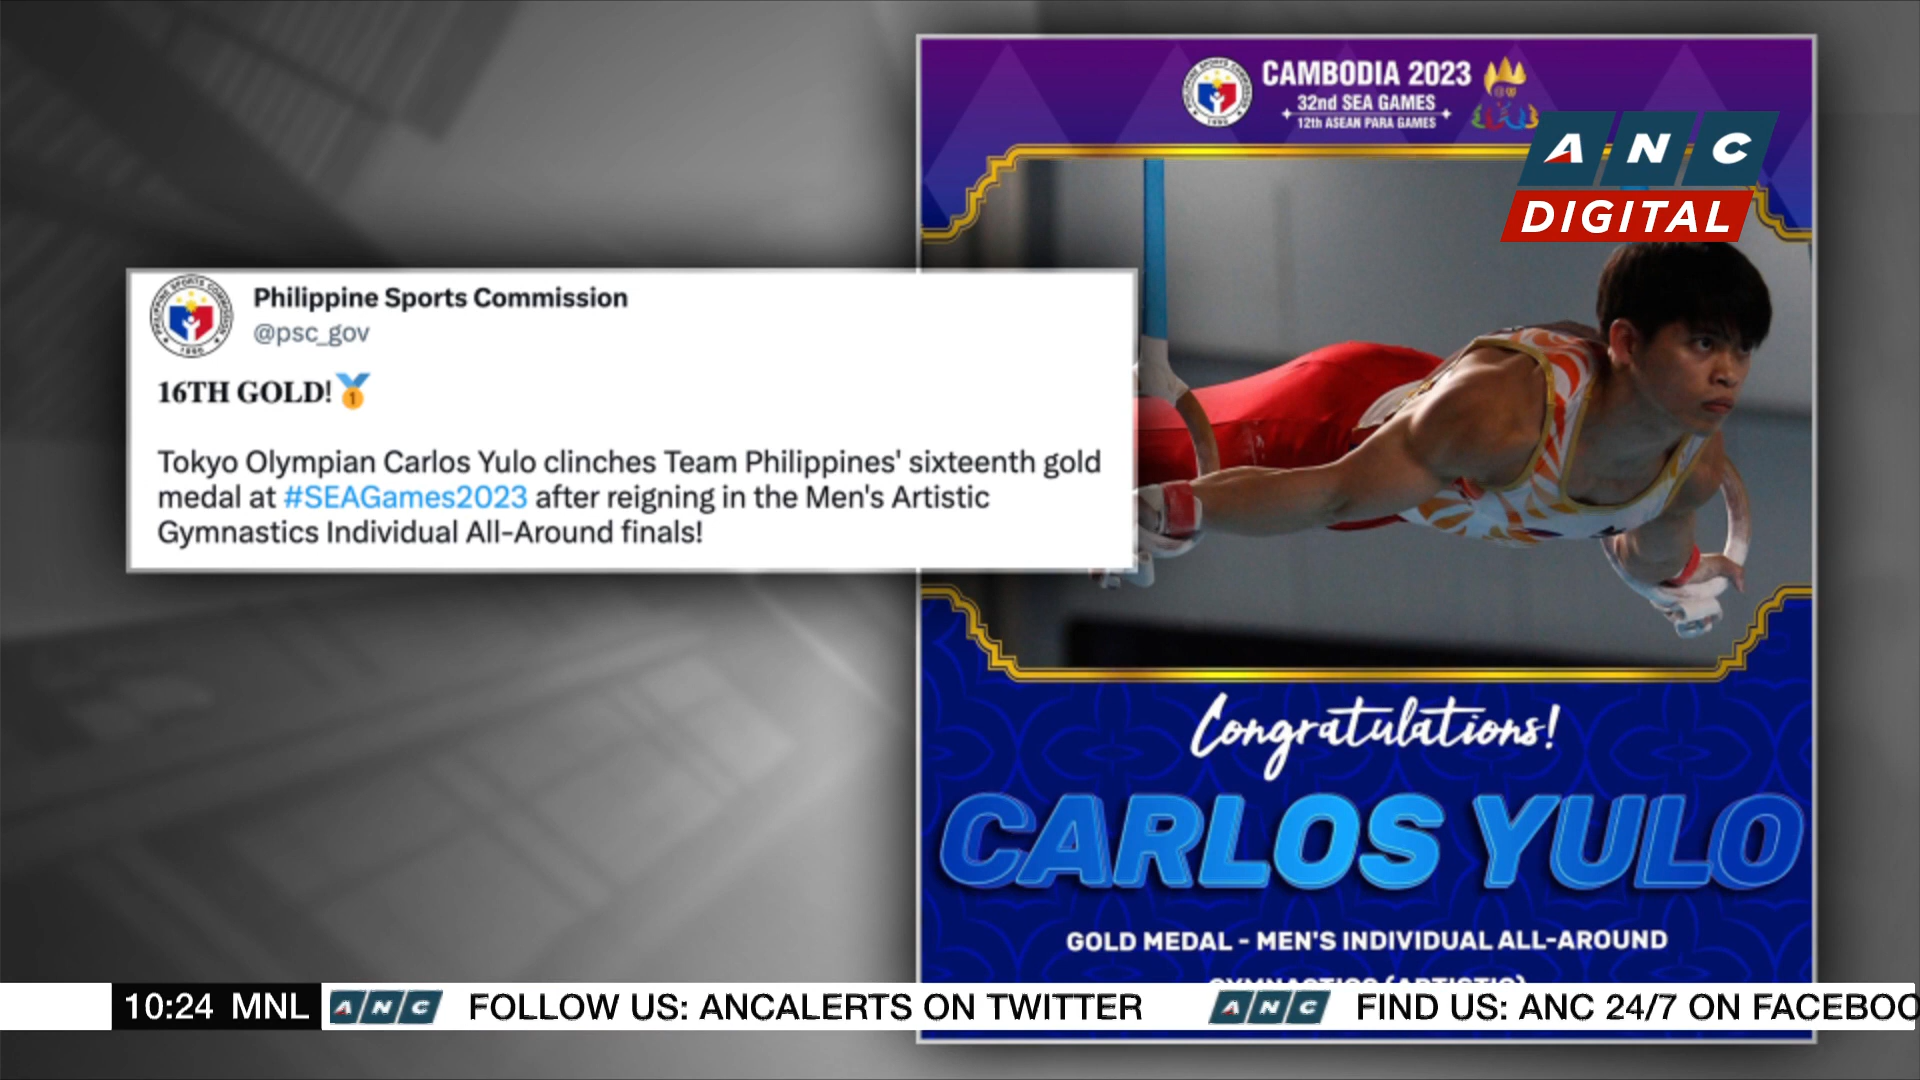 CAMBODIA 2023
32nd SEA GAMES
12th ASEAN PARA GAMES
ANC
DIGITAL
Philippine Sports Commission
@psc_gov
16TH GOLD!
Tokyo Olympian Carlos Yulo clinches Team Philippines' sixteenth gold
medal at #SEAGames2023 after reigning in the Men's Artistic
Gymnastics Individual All-Around finals!
Congratulations!
CARLOS YULO
GOLD MEDAL - MEN'S INDIVIDUAL ALL-AROUND
GYMNASTICS (ARTISTIC)
10:24 MNL ANC FOLLOW US: ANCALERTS ON TWITTER ANC FIND US: ANC 24/7 ON FACEBOO